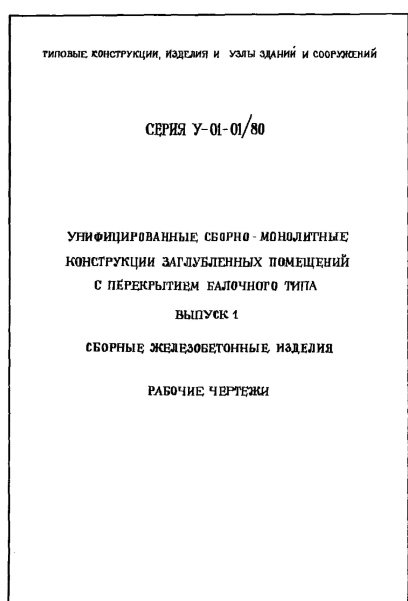 ТИПОВЫЕ КОНСТРУКЦИИ, ИЗДЕЛИЯ И УЗЛЫ ЗДАНИЙ И СООРУЖЕНИЙ
СЕРИЯ У-01-01/80
УНИФИЦИРОВАННЫЕ СБОРНО-МОНОЛИТНЫЕ
КОНСТРУКЦИИ ЗАГЛУБЛЕННЫХ ПОМЕЩЕНИЙ
С ПЕРЕКРЫТИЕМ БАЛОЧНОГО ТИПА
ВЫПУСК 1
СБОРНЫЕ ЖЕЛЕЗОБЕТОННЫЕ ИЗДЕЛИЯ
РАБОЧИЕ ЧЕРТЕЖИ